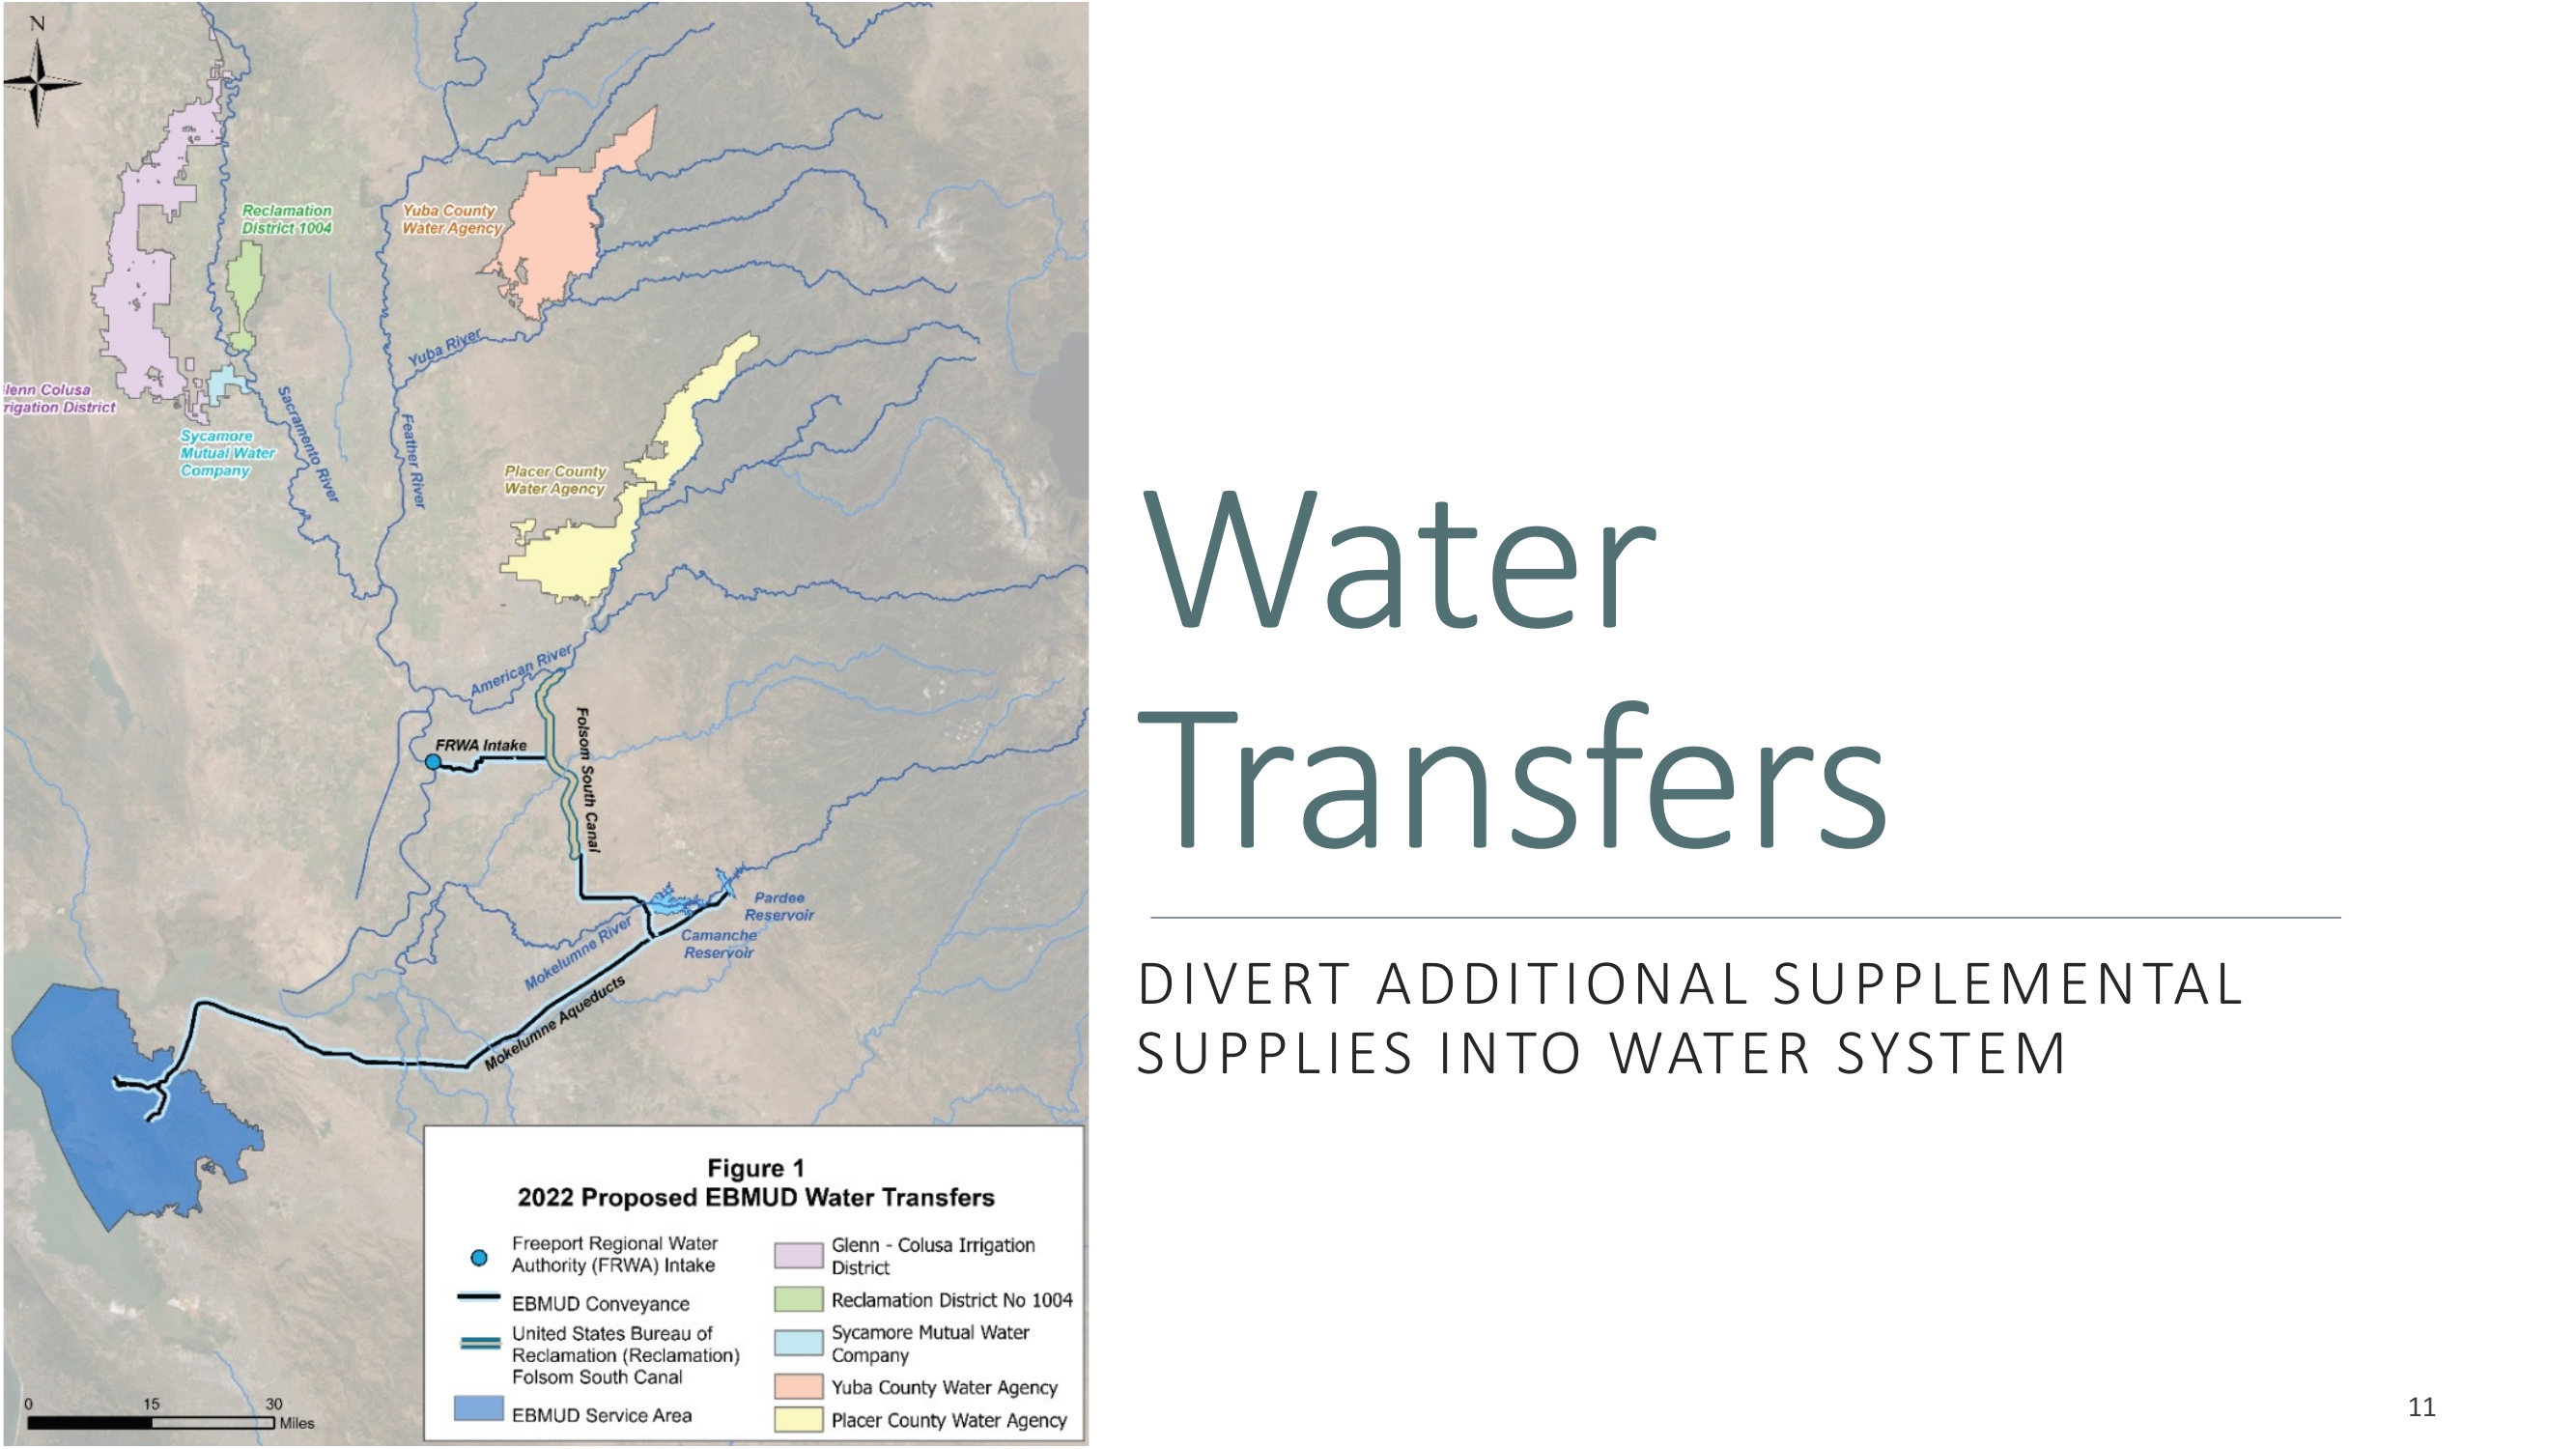 N
Reclamation
District 1004
Yuba County
Water Agency
Yuba River
lenn Colusa
rrigation District
Sacramento River
Feather River
Sycamore
Mutual Water
Company
Placer County
Water Agency
American River
FRWA Intake
Folsom South Canal
Pardee
Reservoir
Camanche
Reservoir
Mokelumne River
Mokelumne Aqueducts
Figure 1
2022 Proposed EBMUD Water Transfers
Freeport Regional Water
Authority (FRWA) Intake
EBMUD Conveyance
United States Bureau of
Reclamation (Reclamation)
Folsom South Canal
EBMUD Service Area
Glenn - Colusa Irrigation
District
Reclamation District No 1004
Sycamore Mutual Water
Company
Yuba County Water Agency
Placer County Water Agency
0 15 30
Miles
Water
Transfers
DIVERT ADDITIONAL SUPPLEMENTAL
SUPPLIES INTO WATER SYSTEM
11